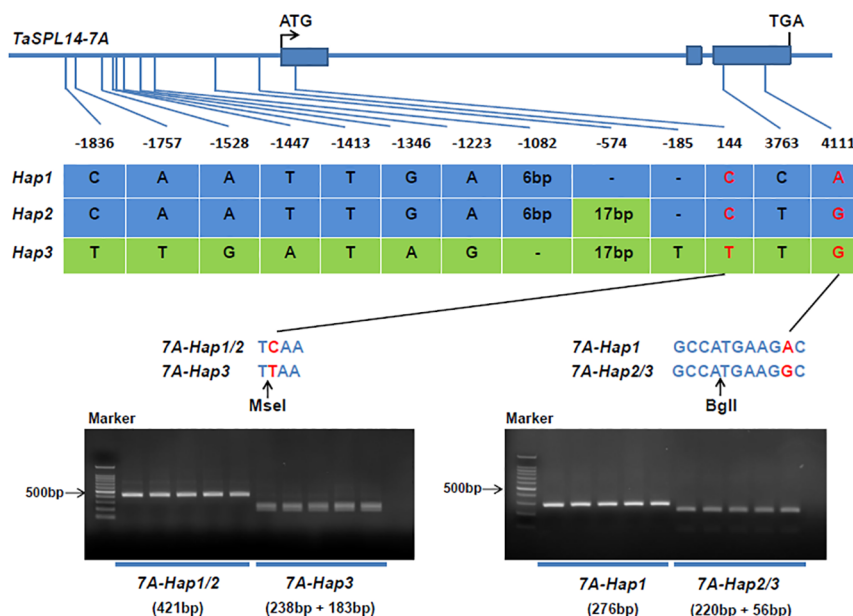 ATG
TGA
TaSPL14-7A
-1836 -1757 -1528 -1447 -1413 -1346 -1223 -1082 -574 -185 144 3763 4111
Hap1 C A A T T G A 6bp - - C C A
Hap2 C A A T T G A 6bp 17bp - C T G
Hap3 T T G A T A G - 17bp T T T G
7A-Hap1/2 TCAA
7A-Hap3 TTAA
MseI
7A-Hap1 GCCATGAAGAC
7A-Hap2/3 GCCATGAAGGC
BglI
Marker
500bp
7A-Hap1/2 7A-Hap3
(421bp) (238bp + 183bp)
Marker
500bp
7A-Hap1 7A-Hap2/3
(276bp) (220bp + 56bp)